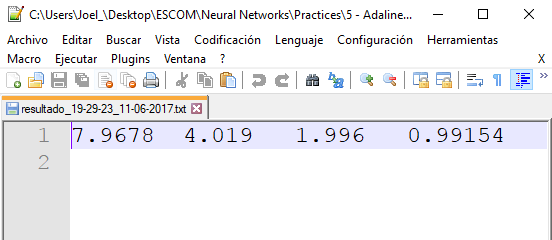 C:\Users\Joel_\Desktop\ESCOM\Neural Networks\Practices\5 - Adaline...
Archivo Editar Buscar Vista Codificación Lenguaje Configuración Herramientas
Macro Ejecutar Plugins Ventana ? X
resultado_19-29-23_11-06-2017.txt
1 7.9678 4.019 1.996 0.99154
2